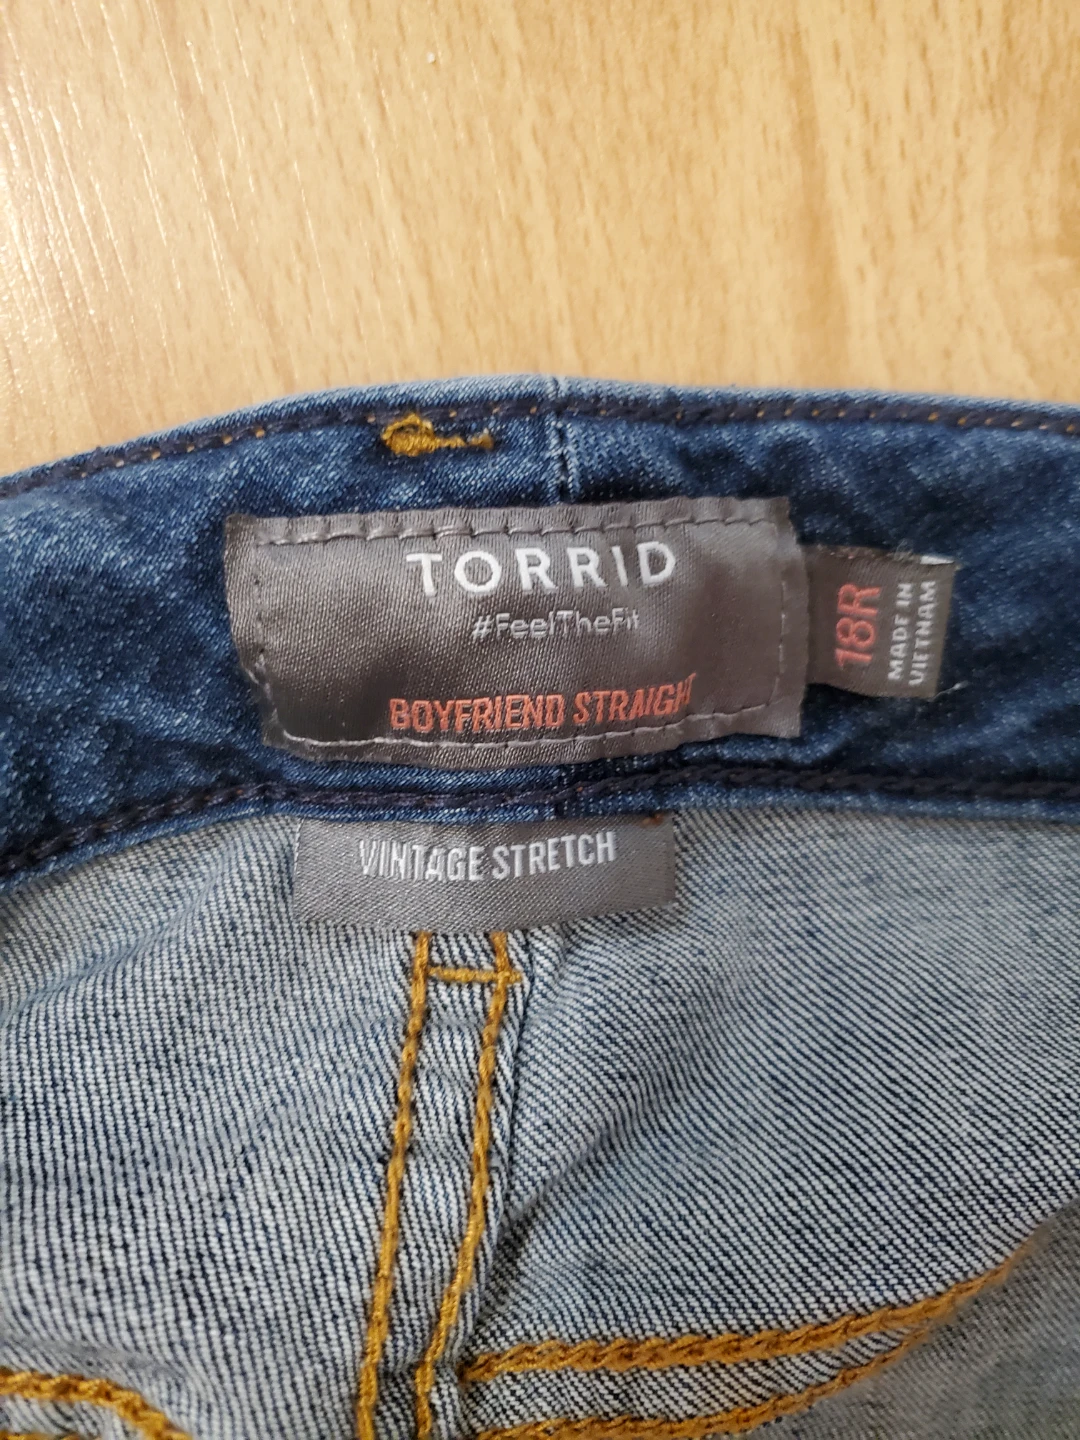 TORRID
#FeelTheFit
BOYFRIEND STRAIGHT
18R
MADE IN
VIETNAM
VINTAGE STRETCH